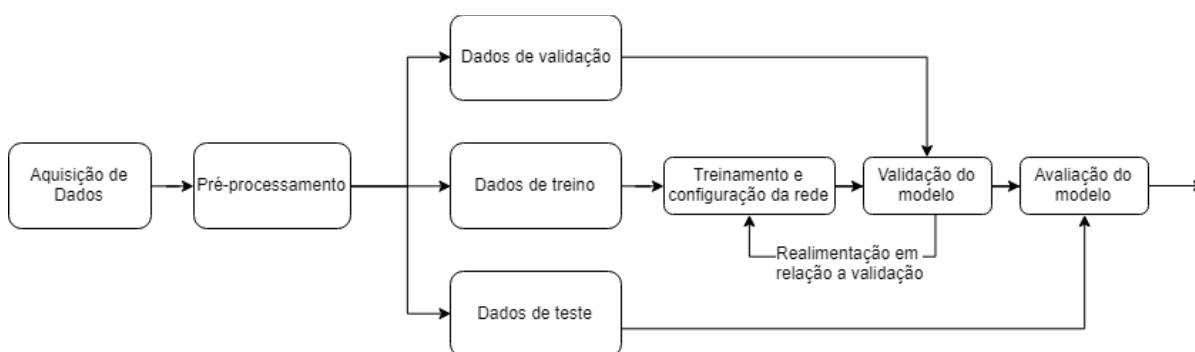 Dados de validação
Aquisição de
Dados
Pré-processamento
Dados de treino
Treinamento e
configuração da rede
Validação do
modelo
Avaliação do
modelo
Realimentação em
relação a validação
Dados de teste